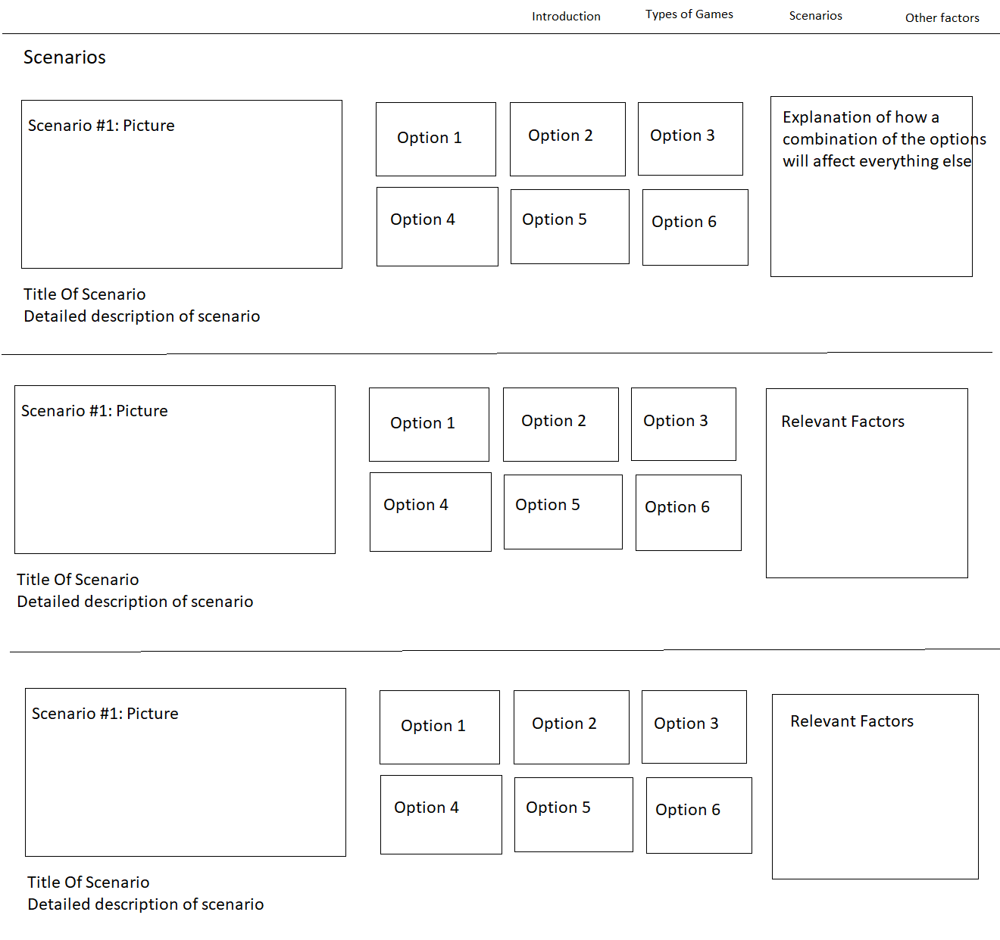 Introduction
Types of Games
Scenarios
Other factors
Scenarios
Scenario #1: Picture
Option 1
Option 2
Option 3
Option 4
Option 5
Option 6
Explanation of how a
combination of the options
will affect everything else
Title Of Scenario
Detailed description of scenario
Scenario #1: Picture
Option 1
Option 2
Option 3
Option 4
Option 5
Option 6
Relevant Factors
Title Of Scenario
Detailed description of scenario
Scenario #1: Picture
Option 1
Option 2
Option 3
Option 4
Option 5
Option 6
Relevant Factors
Title Of Scenario
Detailed description of scenario